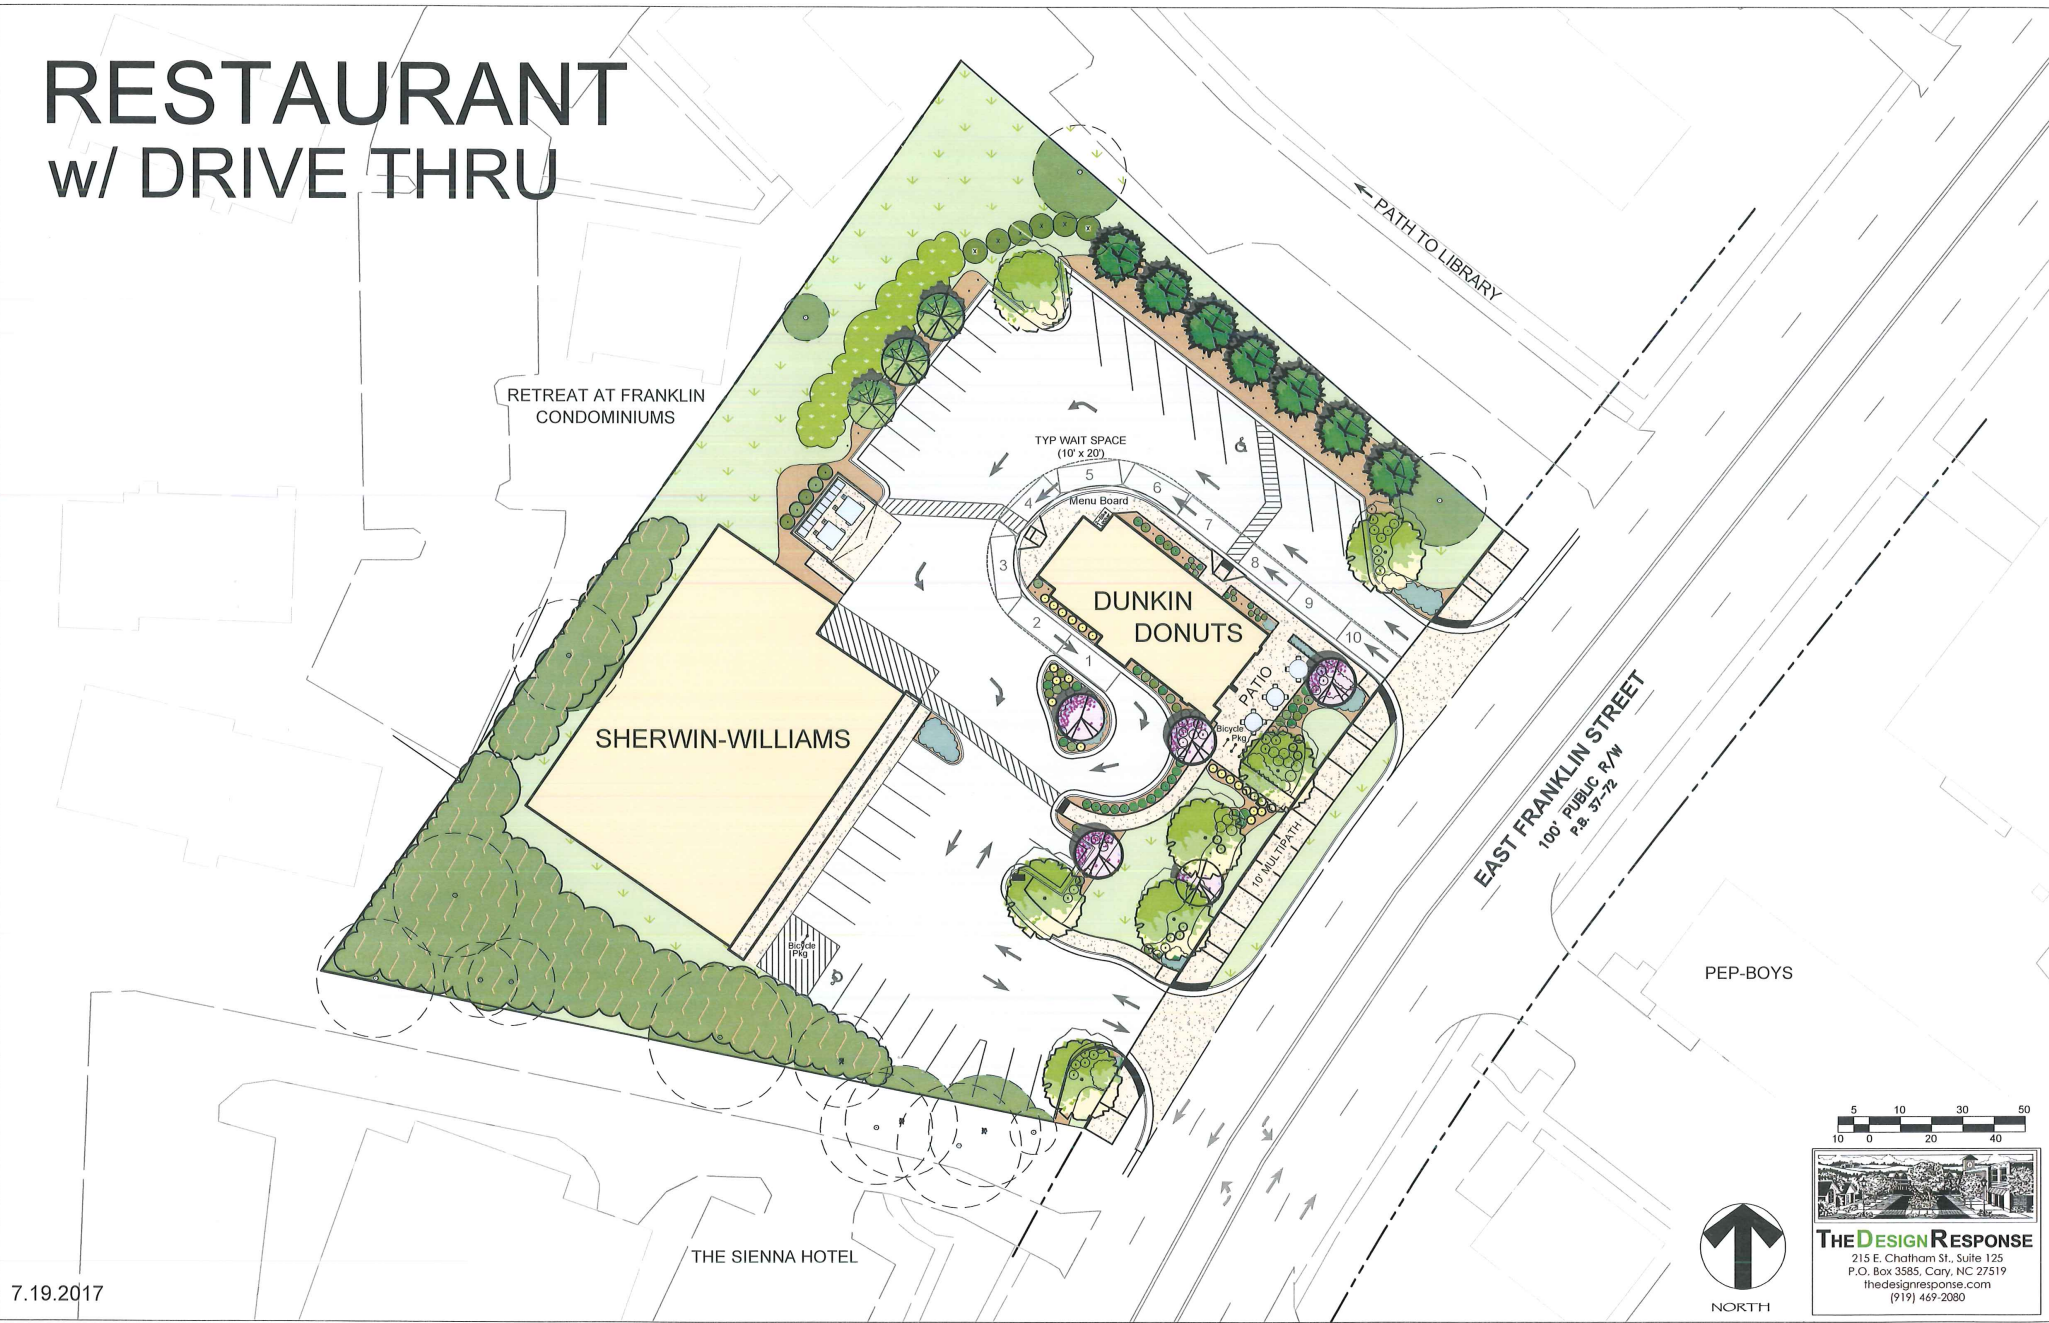 RESTAURANT
w/ DRIVE THRU
PATH TO LIBRARY
RETREAT AT FRANKLIN
CONDOMINIUMS
TYP WAIT SPACE
(10' x 20')
Menu Board
5
4
6
7
3
8
9
2
10
1
DUNKIN
DONUTS
PATIO
Bicycle
Pkg
SHERWIN-WILLIAMS
10' MULTIPATH
EAST FRANKLIN STREET
100' PUBLIC R/W
P.B. 37-72
Bicycle
Pkg
PEP-BOYS
THE SIENNA HOTEL
7.19.2017
5 10 30 50
10 0 20 40
NORTH
THEDESIGNRESPONSE
215 E. Chatham St., Suite 125
P.O. Box 3585, Cary, NC 27519
thedesignresponse.com
(919) 469-2080